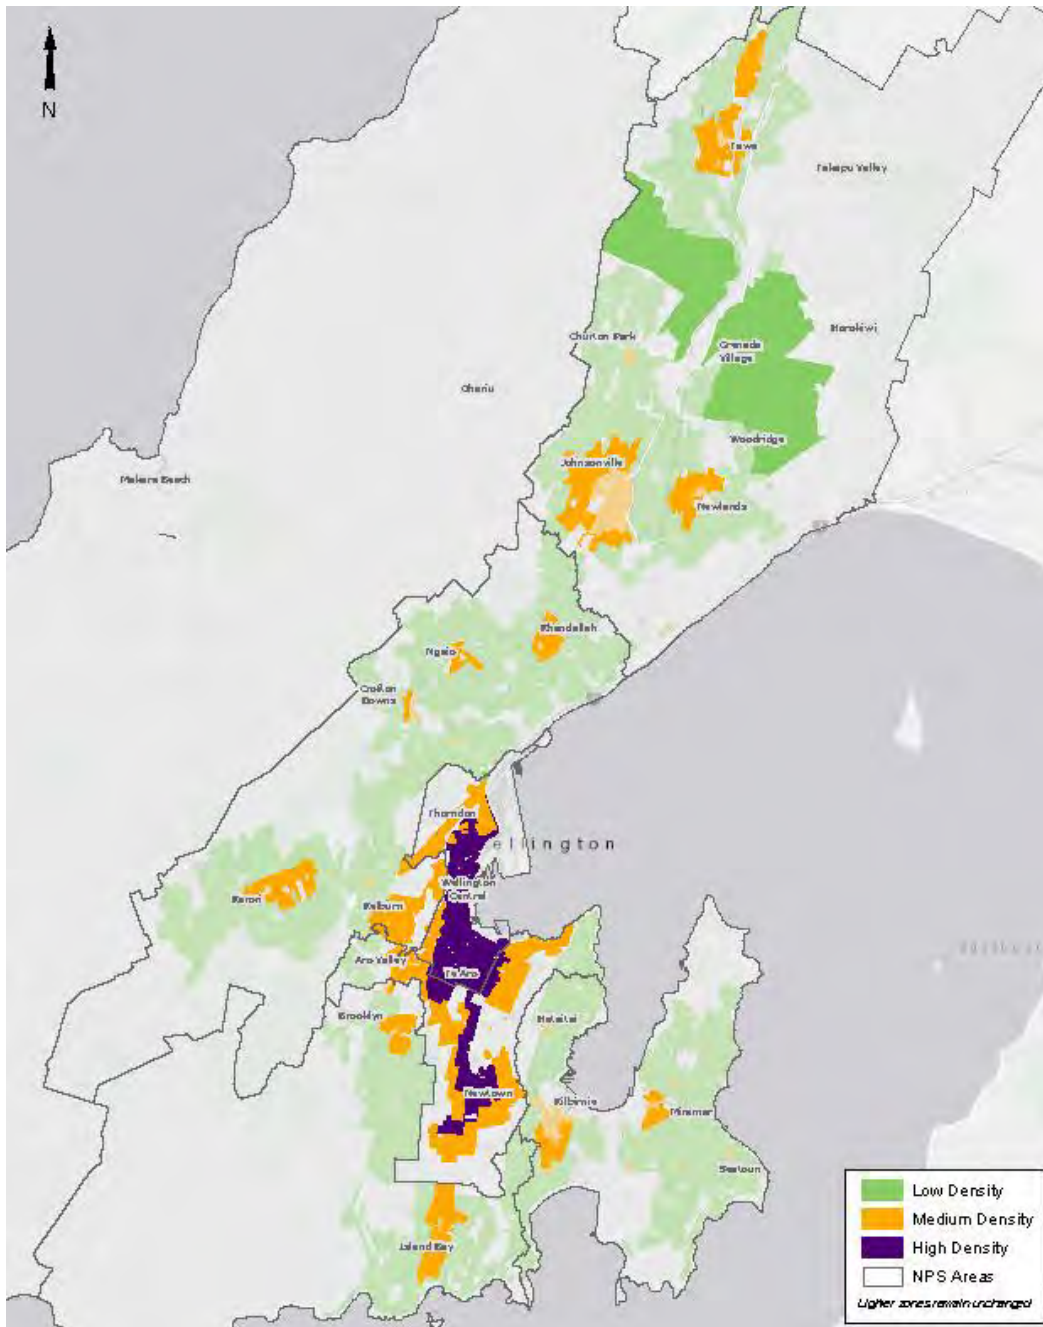 N
Tawa
Takapu Valley
Churton Park
Grenada
Village
Horokiwi
Ohariu
Woodridge
Johnsonville
Makara Beach
Newlands
Khandallah
Ngaio
Crofton
Downs
Thorndon
ellington
Wellington
Central
Karori
Kelburn
Aro Valley
Te Aro
Brooklyn
Hataitai
Newtown
Kilbirnie
Miramar
Seatoun
Island Bay
Low Density
Medium Density
High Density
NPS Areas
Lighter zones remain unchanged